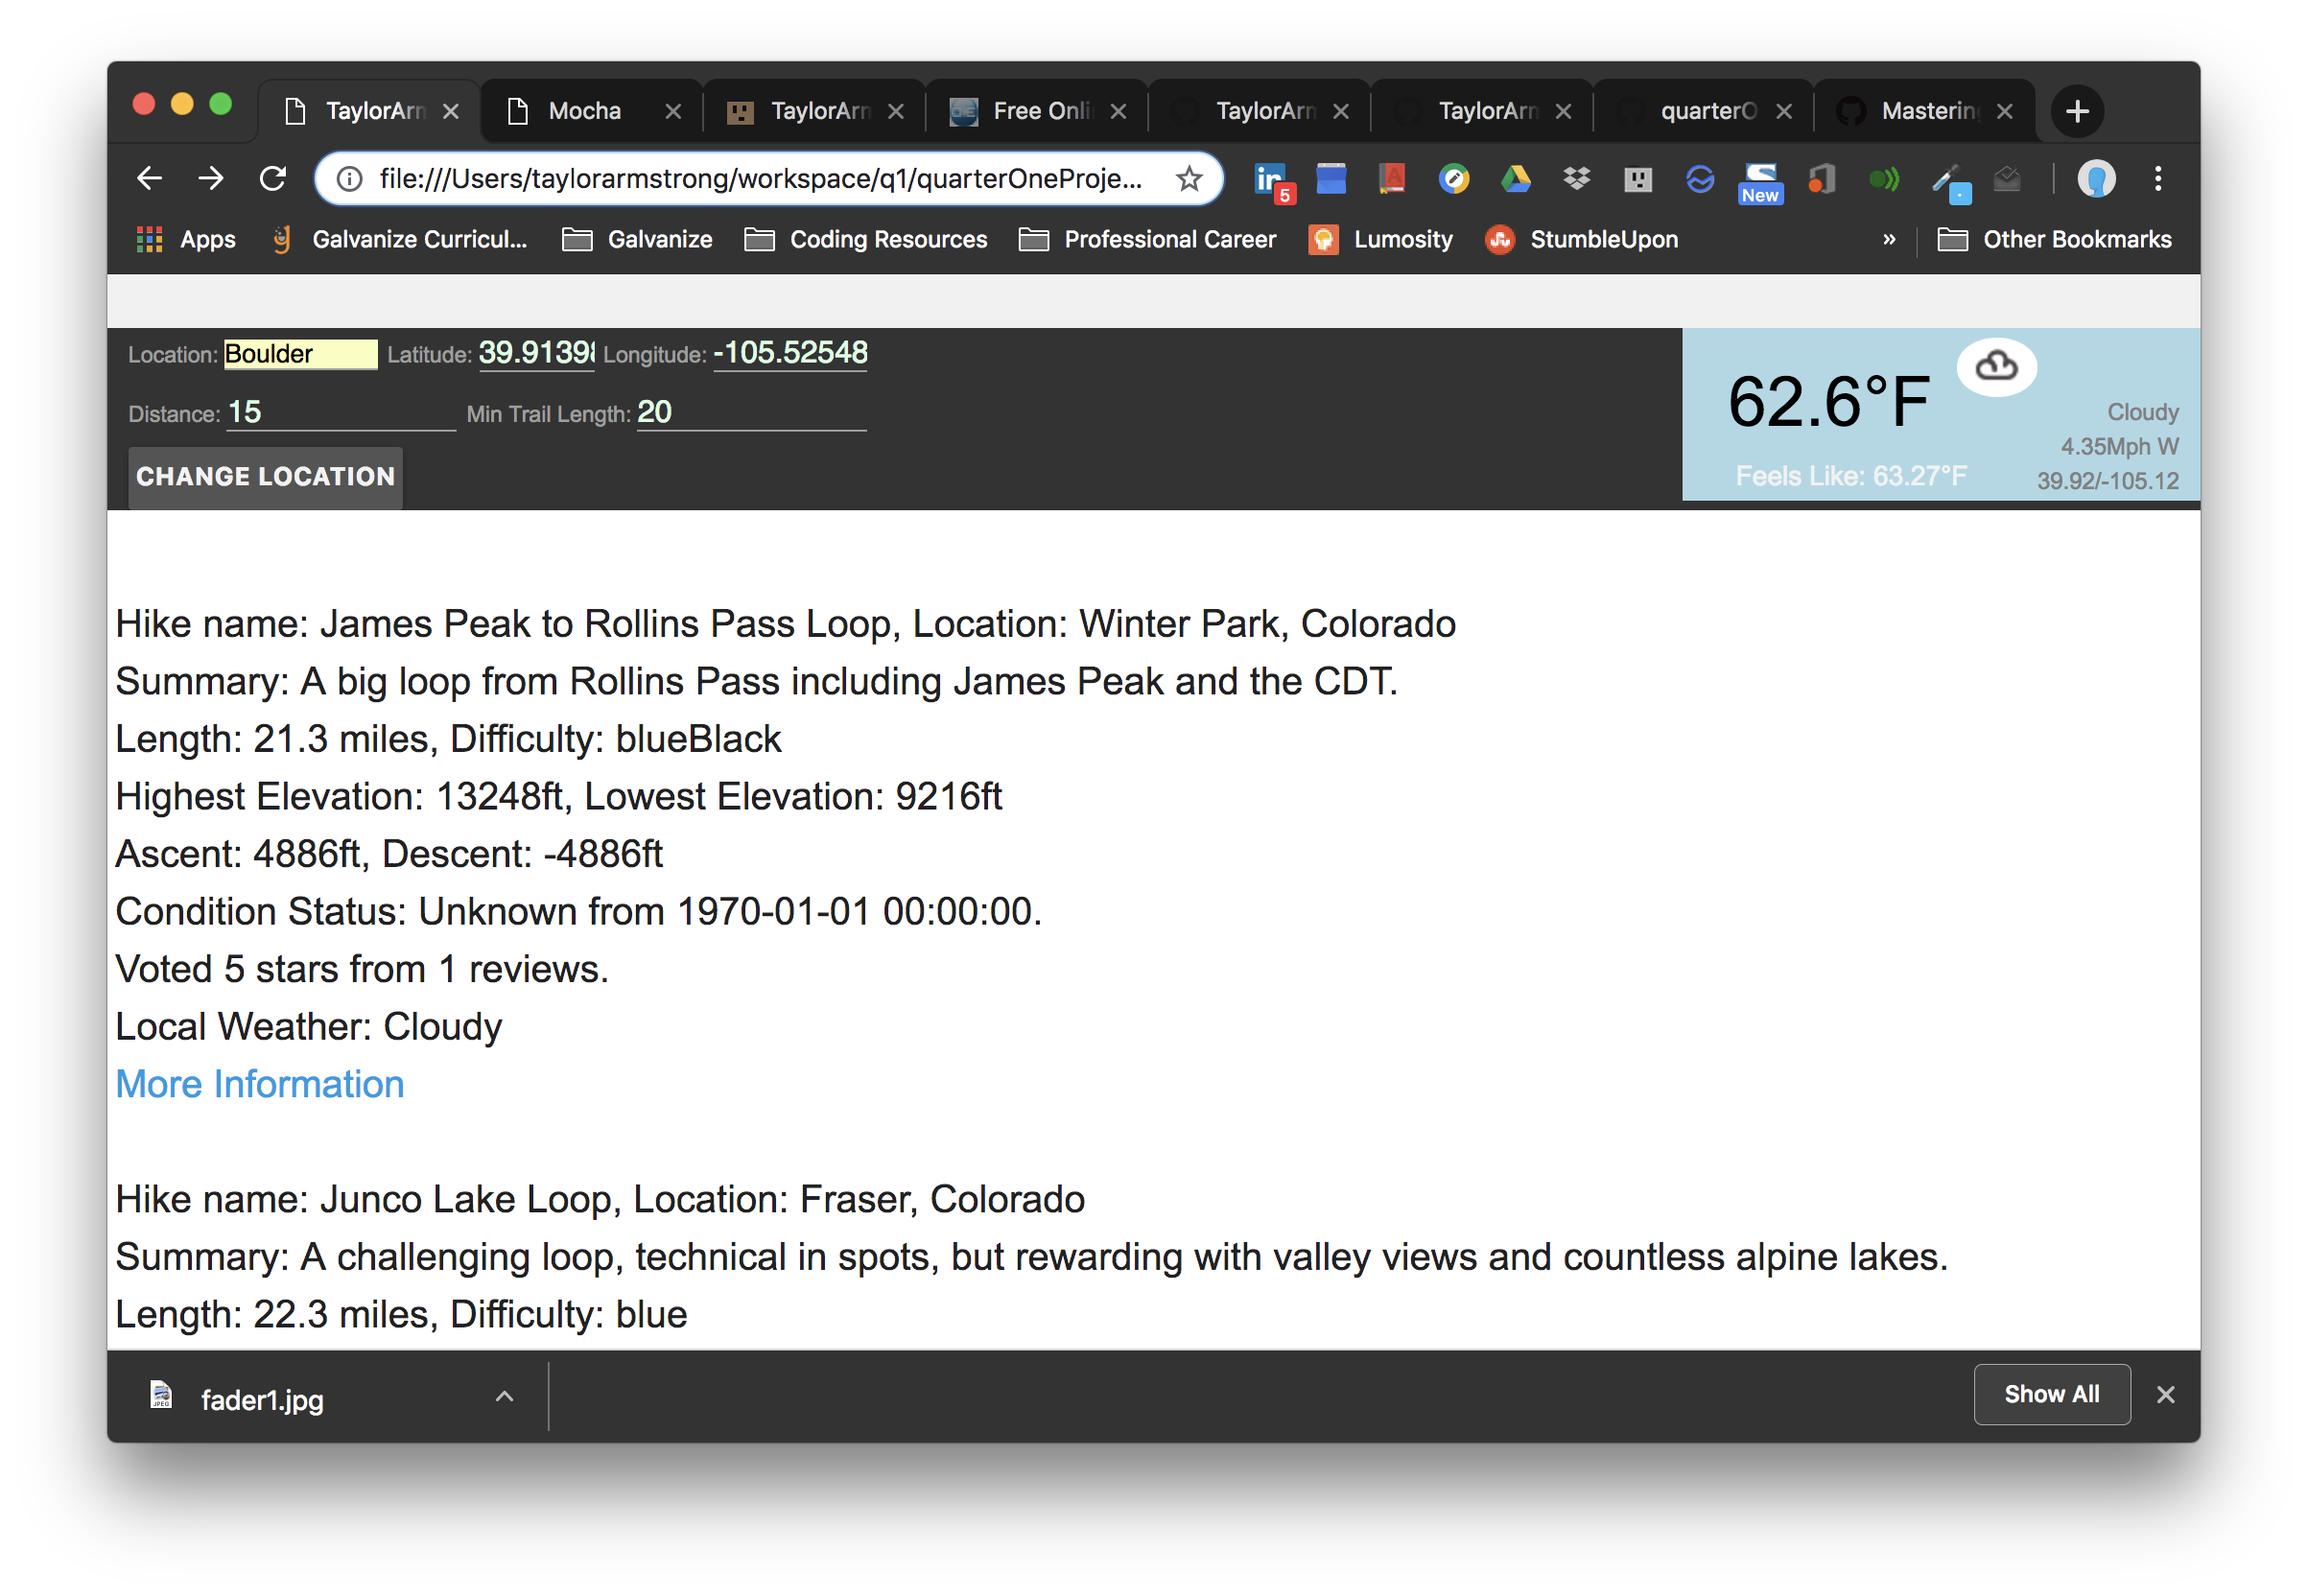 TaylorArm Mocha TaylorArm Free Onli TaylorArm TaylorArm quarterO Mastering
file:///Users/taylorarmstrong/workspace/q1/quarterOneProje... 5 New
Apps Galvanize Curricul... Galvanize Coding Resources Professional Career Lumosity StumbleUpon » Other Bookmarks
Location: Boulder Latitude: 39.91398 Longitude: -105.52548
Distance: 15 Min Trail Length: 20
CHANGE LOCATION
62.6°F
Cloudy
4.35Mph W
Feels Like: 63.27°F
39.92/-105.12
Hike name: James Peak to Rollins Pass Loop, Location: Winter Park, Colorado
Summary: A big loop from Rollins Pass including James Peak and the CDT.
Length: 21.3 miles, Difficulty: blueBlack
Highest Elevation: 13248ft, Lowest Elevation: 9216ft
Ascent: 4886ft, Descent: -4886ft
Condition Status: Unknown from 1970-01-01 00:00:00.
Voted 5 stars from 1 reviews.
Local Weather: Cloudy
More Information
Hike name: Junco Lake Loop, Location: Fraser, Colorado
Summary: A challenging loop, technical in spots, but rewarding with valley views and countless alpine lakes.
Length: 22.3 miles, Difficulty: blue
JPEG fader1.jpg Show All